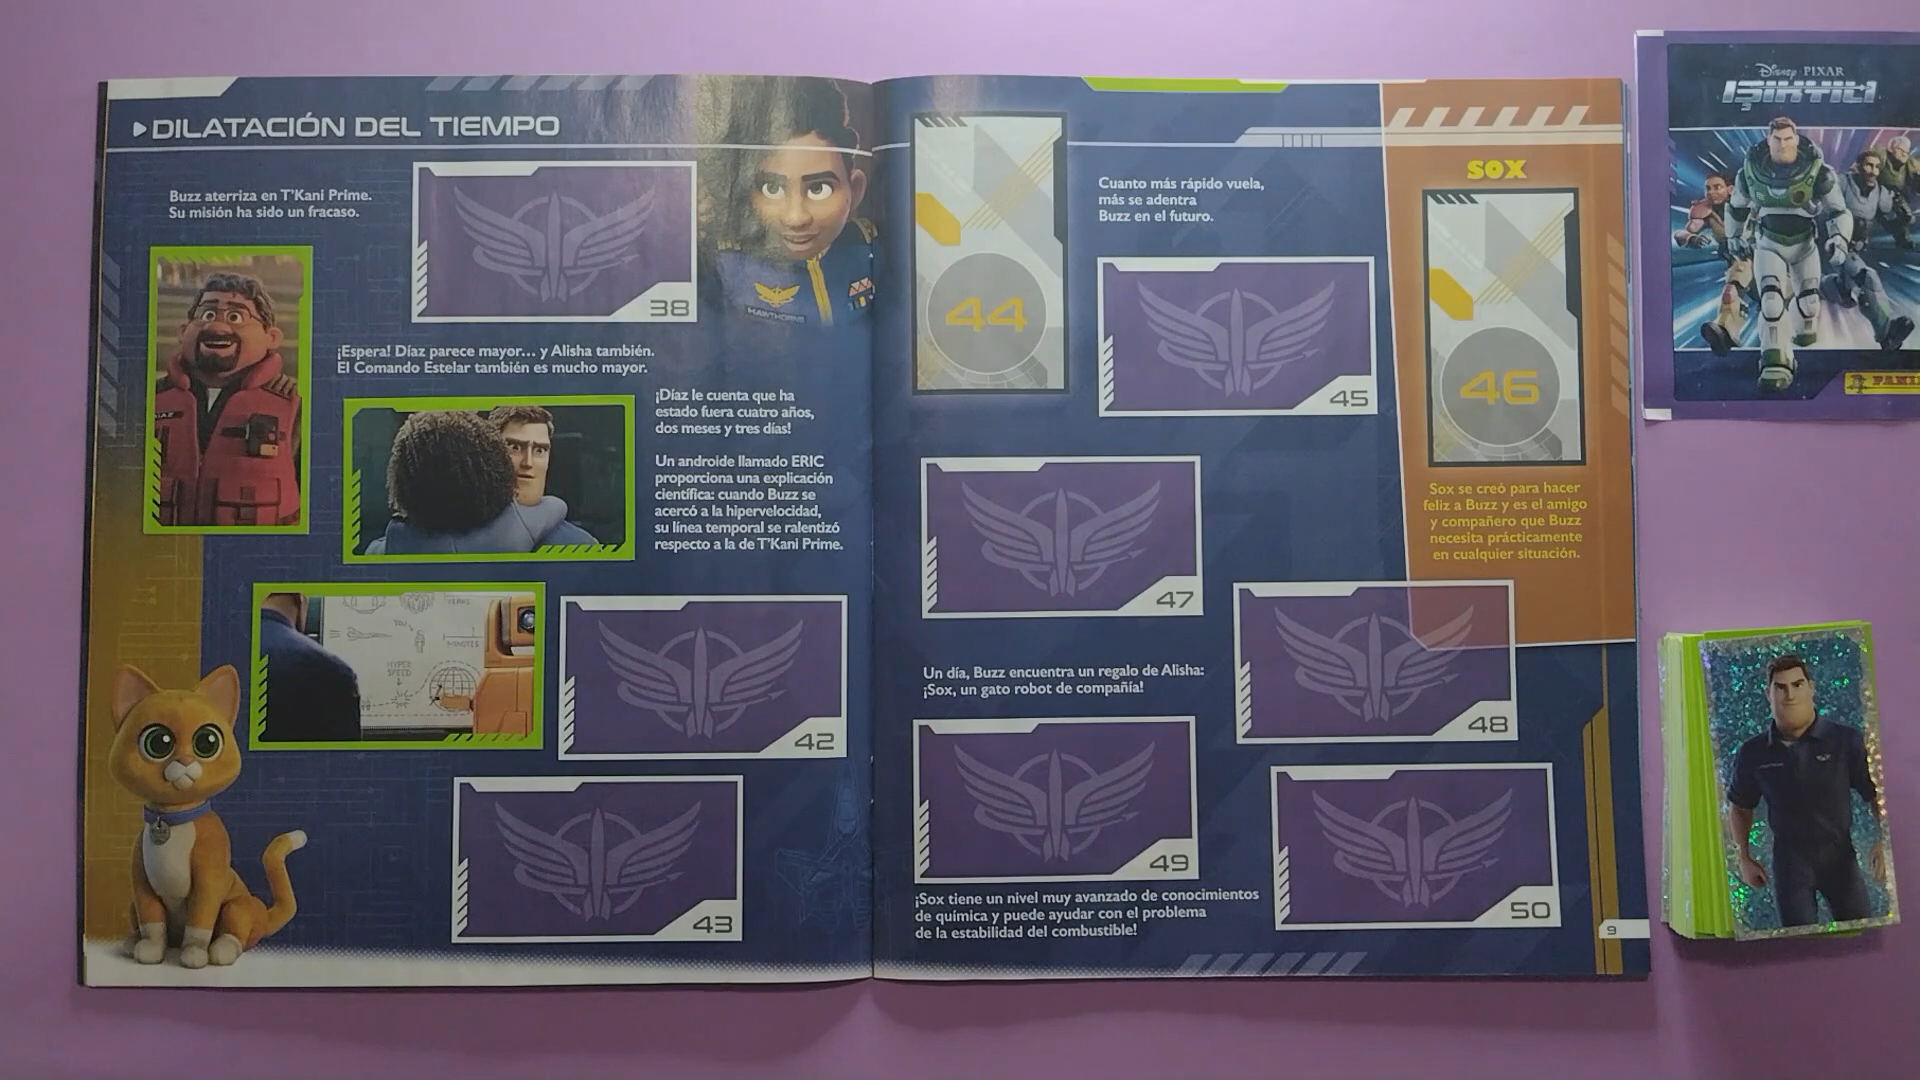 DILATACIÓN DEL TIEMPO
Buzz aterriza en T'Kani Prime.
Su misión ha sido un fracaso.
38
HAWTHORNE
¡Espera! Díaz parece mayor... y Alisha también.
El Comando Estelar también es mucho mayor.
¡Díaz le cuenta que ha
estado fuera cuatro años,
dos meses y tres días!
Un androide llamado ERIC
proporciona una explicación
científica: cuando Buzz se
acercó a la hipervelocidad,
su línea temporal se ralentizó
respecto a la de T'Kani Prime.
YEARS
YOU
MINUTES
HYPER
SPEED
42
43
44
Cuanto más rápido vuela,
más se adentra
Buzz en el futuro.
45
SOX
46
Sox se creó para hacer
feliz a Buzz y es el amigo
y compañero que Buzz
necesita prácticamente
en cualquier situación.
47
48
Un día, Buzz encuentra un regalo de Alisha:
¡Sox, un gato robot de compañía!
49
50
¡Sox tiene un nivel muy avanzado de conocimientos
de química y puede ayudar con el problema
de la estabilidad del combustible!
9
Disney PIXAR
IŞIKYILI